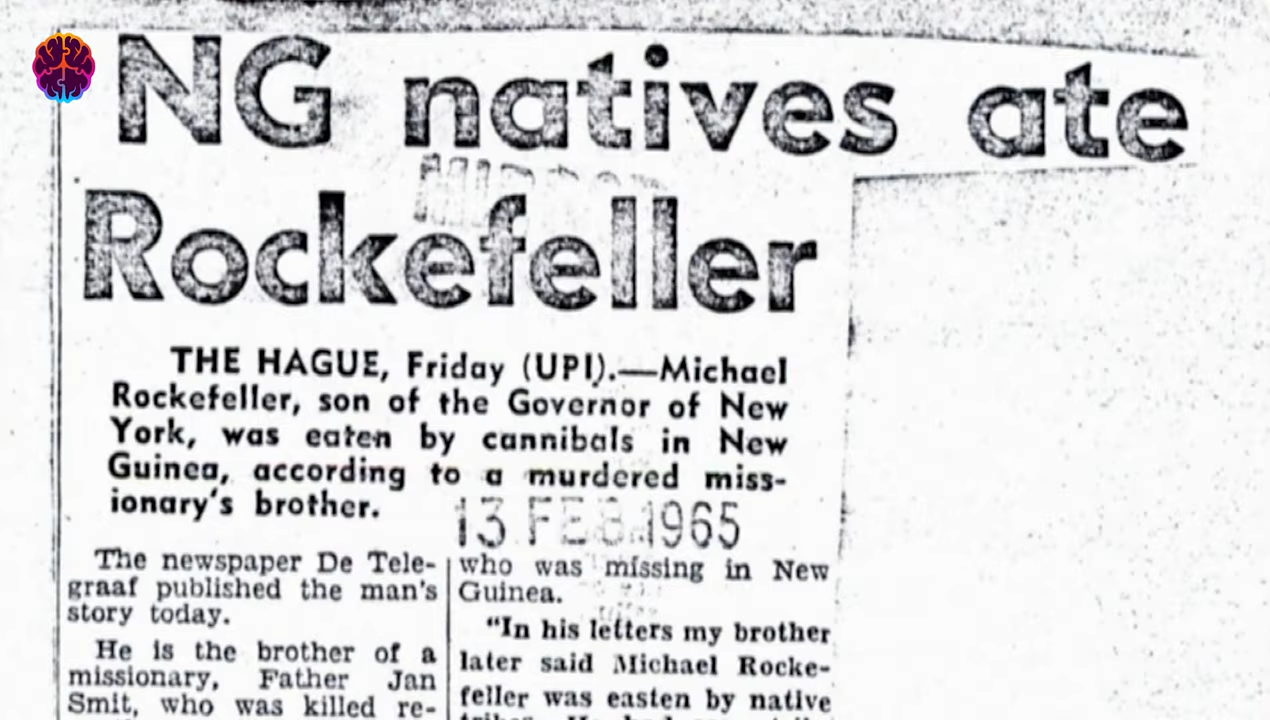 NG natives ate
Rockefeller
THE HAGUE, Friday (UPI).—Michael
Rockefeller, son of the Governor of New
York, was eaten by cannibals in New
Guinea, according to a murdered miss-
ionary's brother.
13 FEB 1965
The newspaper De Tele-
graaf published the man's
story today.
He is the brother of a
missionary, Father Jan
Smit, who was killed re-
who was missing in New
Guinea.
"In his letters my brother
later said Michael Rocke-
feller was easten by native